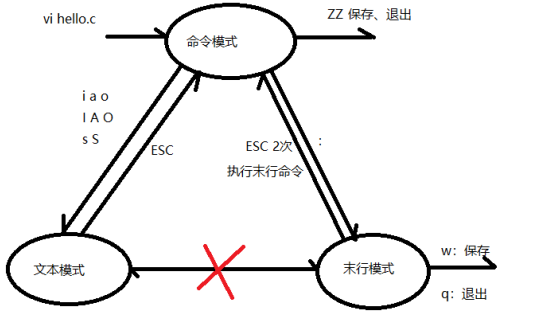 vi hello.c
ZZ 保存、退出
命令模式
i a o
I A O
s S
ESC
ESC 2次
:
执行末行命令
文本模式
末行模式
w：保存
q：退出